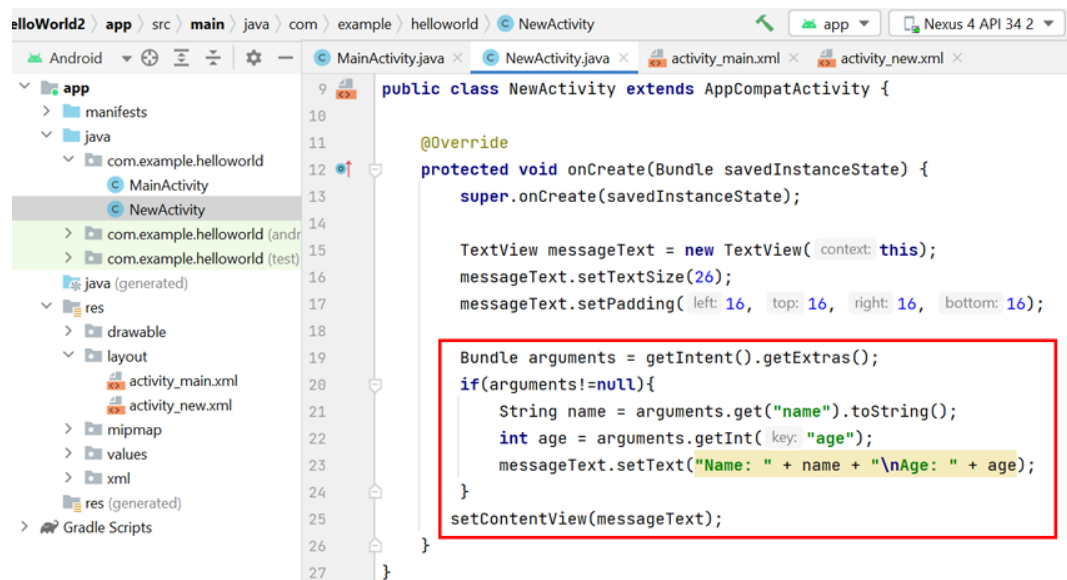 elloWorld2 〉 app 〉 src 〉 main 〉 java 〉 com 〉 example 〉 helloworld 〉 NewActivity app Nexus 4 API 34 2
Android MainActivity.java NewActivity.java activity_main.xml activity_new.xml
app
manifests
java
com.example.helloworld
MainActivity
NewActivity
com.example.helloworld (andr
com.example.helloworld (test)
java (generated)
res
drawable
layout
activity_main.xml
activity_new.xml
mipmap
values
xml
res (generated)
Gradle Scripts
9 public class NewActivity extends AppCompatActivity {
10
11 @Override
12 protected void onCreate(Bundle savedInstanceState) {
13 super.onCreate(savedInstanceState);
14
15 TextView messageText = new TextView( context: this);
16 messageText.setTextSize(26);
17 messageText.setPadding( left: 16, top: 16, right: 16, bottom: 16);
18
19 Bundle arguments = getIntent().getExtras();
20 if(arguments!=null){
21 String name = arguments.get("name").toString();
22 int age = arguments.getInt( key: "age");
23 messageText.setText("Name: " + name + "\nAge: " + age);
24 }
25 setContentView(messageText);
26 }
27 }